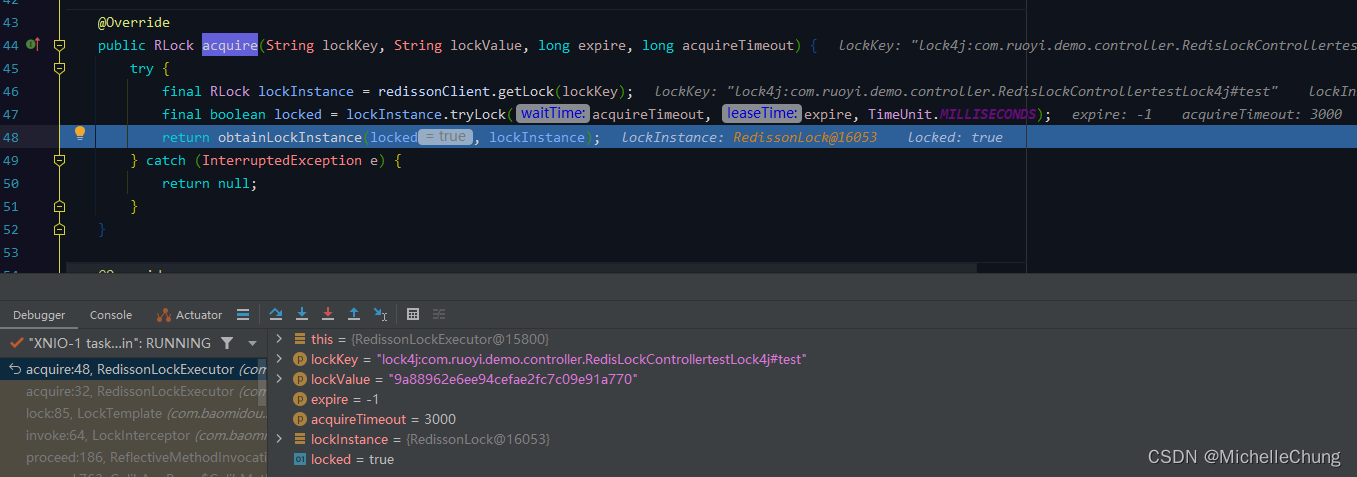 42
43 @Override
44 public RLock acquire(String lockKey, String lockValue, long expire, long acquireTimeout) { lockKey: "lock4j:com.ruoyi.demo.controller.RedisLockControllertest
45 try {
46 final RLock lockInstance = redissonClient.getLock(lockKey); lockKey: "lock4j:com.ruoyi.demo.controller.RedisLockControllertestLock4j#test" lockIn
47 final boolean locked = lockInstance.tryLock( waitTime: acquireTimeout, leaseTime: expire, TimeUnit.MILLISECONDS); expire: -1 acquireTimeout: 3000
48 return obtainLockInstance(locked = true , lockInstance); lockInstance: RedissonLock@16053 locked: true
49 } catch (InterruptedException e) {
50 return null;
51 }
52 }
53
Debugger Console Actuator
"XNIO-1 task...in": RUNNING
acquire:48, RedissonLockExecutor (com
acquire:32, RedissonLockExecutor (com
lock:85, LockTemplate (com.baomidou.
invoke:64, LockInterceptor (com.baomi
proceed:186, ReflectiveMethodInvocati
this = {RedissonLockExecutor@15800}
lockKey = "lock4j:com.ruoyi.demo.controller.RedisLockControllertestLock4j#test"
lockValue = "9a88962e6ee94cefae2fc7c09e91a770"
expire = -1
acquireTimeout = 3000
lockInstance = {RedissonLock@16053}
locked = true
CSDN @MichelleChung